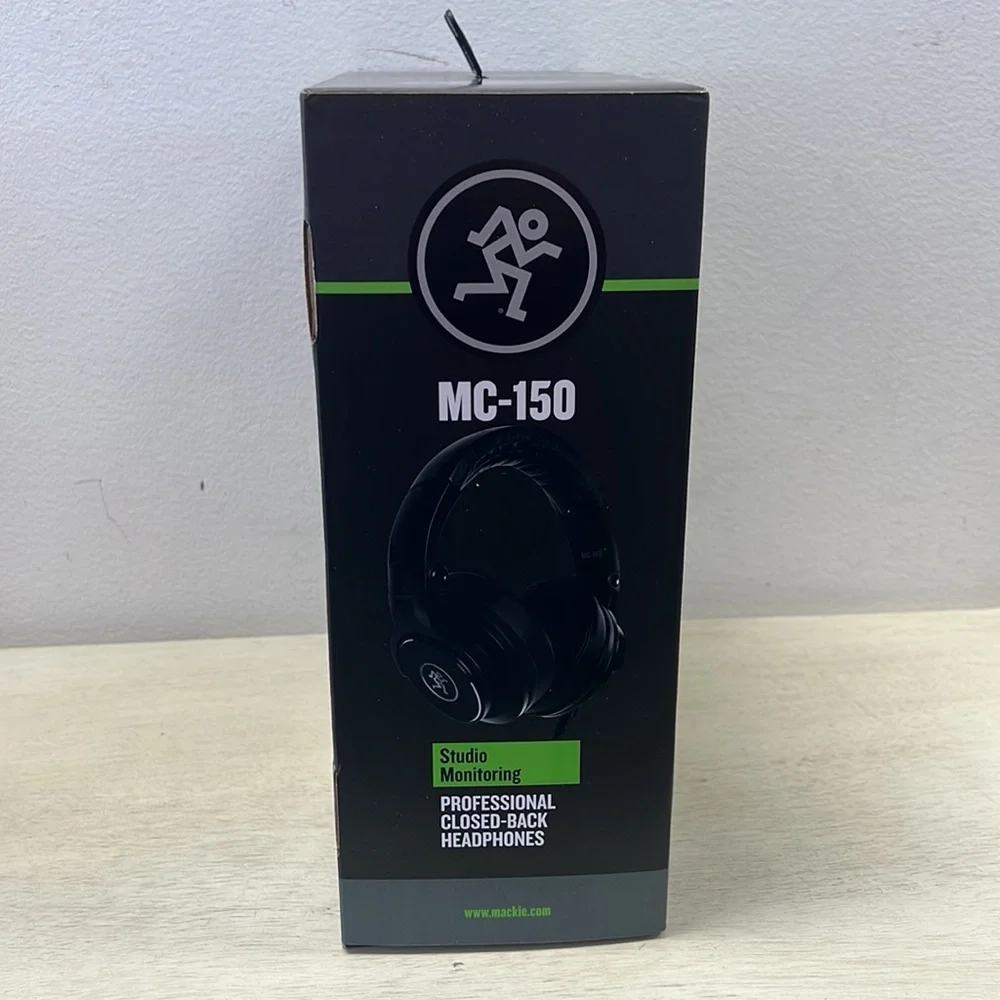 MC-150
Studio
Monitoring
PROFESSIONAL
CLOSED-BACK
HEADPHONES
www.mackie.com